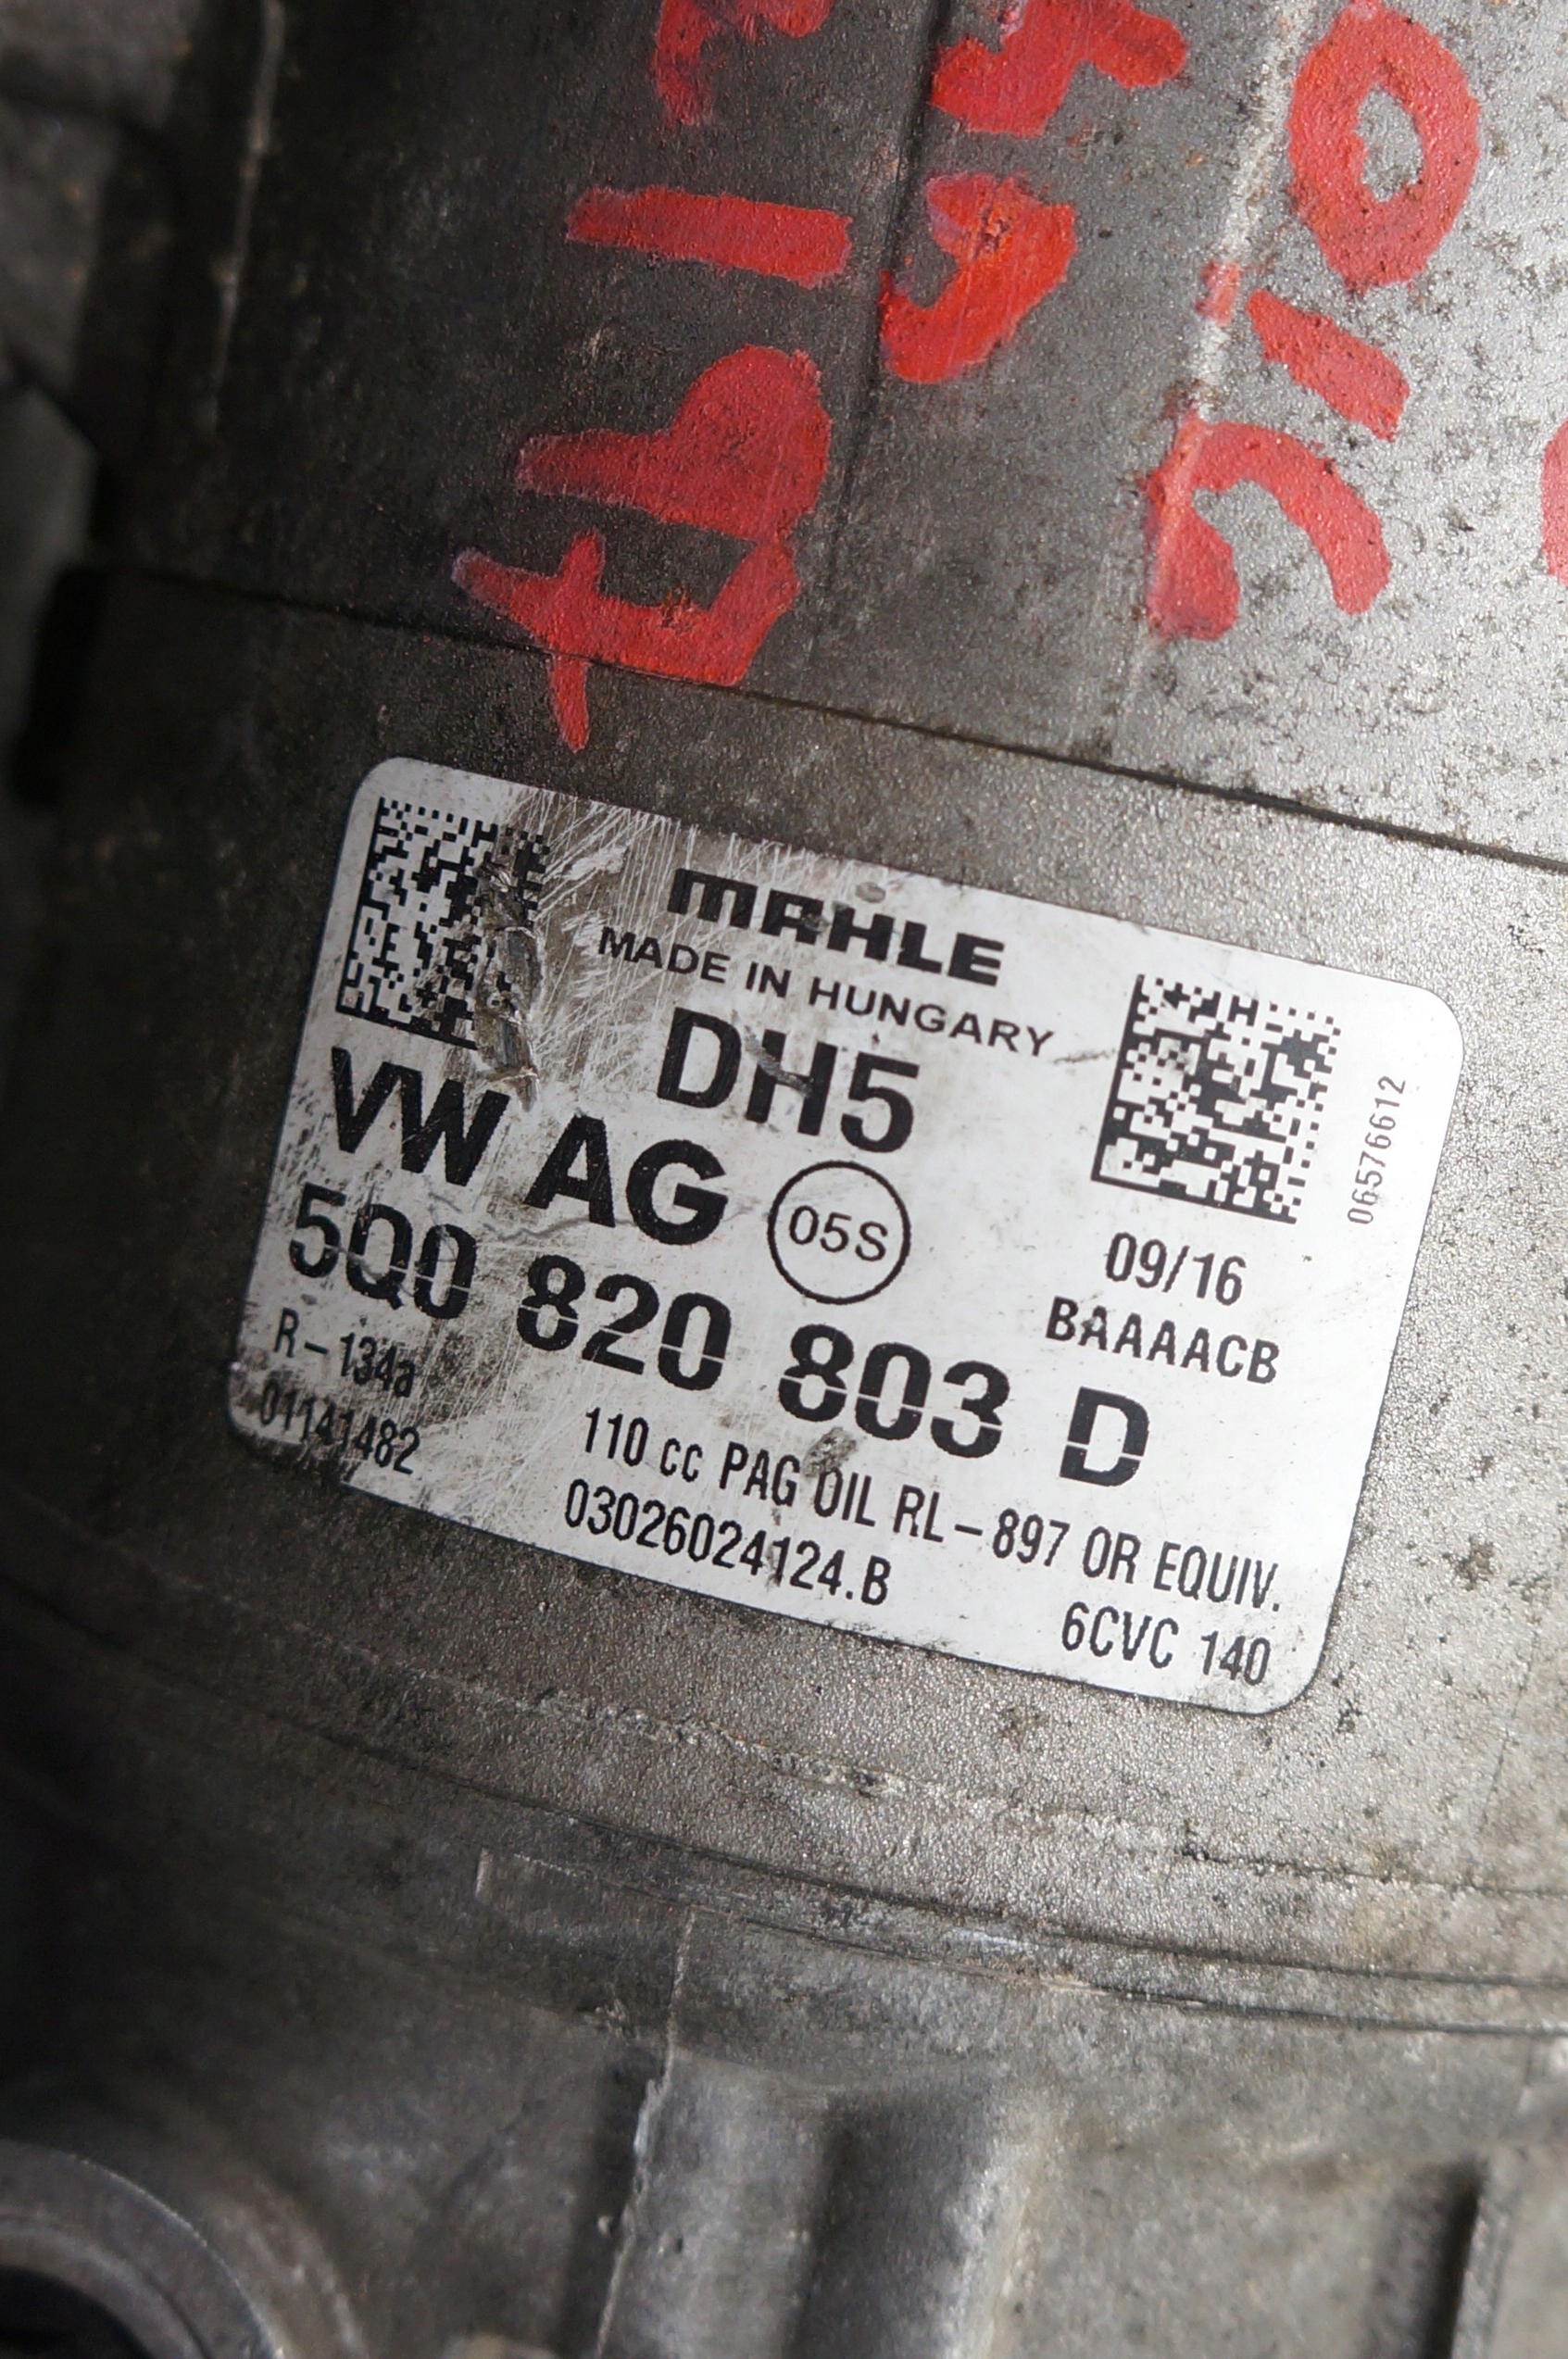 MAHLE
MADE IN HUNGARY
DH5
VW AG 05S
5Q0 820 803 D
06576612
09/16
BAAAACB
R-134a
01141482
110 cc PAG OIL RL-897 OR EQUIV.
03026024124.B
6CVC 140